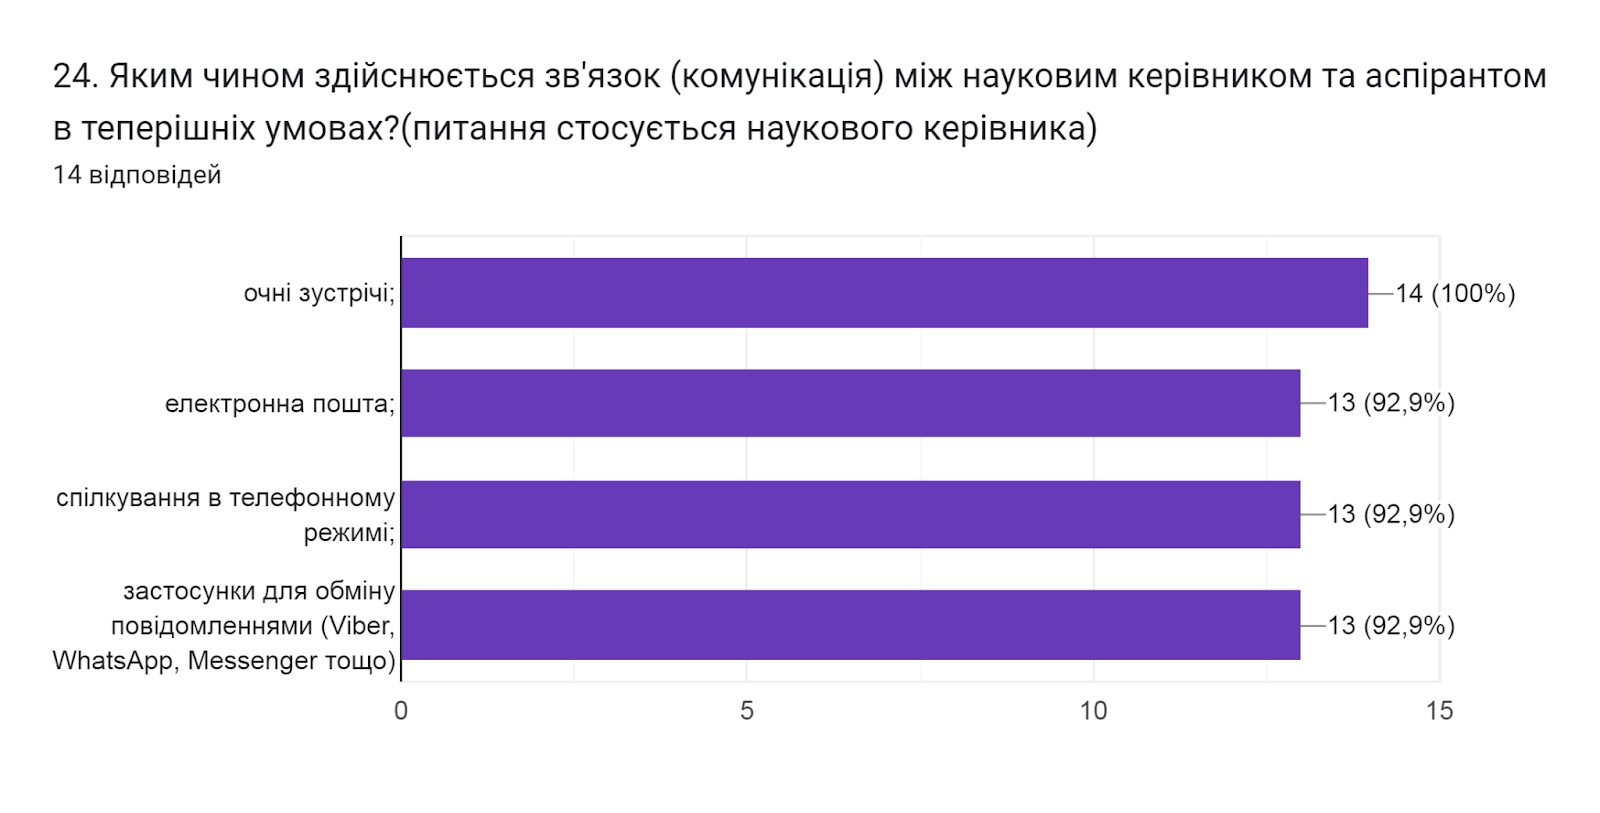 24. Яким чином здійснюється зв'язок (комунікація) між науковим керівником та аспірантом
в теперішніх умовах?(питання стосується наукового керівника)
14 відповідей
очні зустрічі;
14 (100%)
електронна пошта;
13 (92,9%)
спілкування в телефонному
режимі;
13 (92,9%)
застосунки для обміну
повідомленнями (Viber,
WhatsApp, Messenger тощо)
13 (92,9%)
0 5 10 15